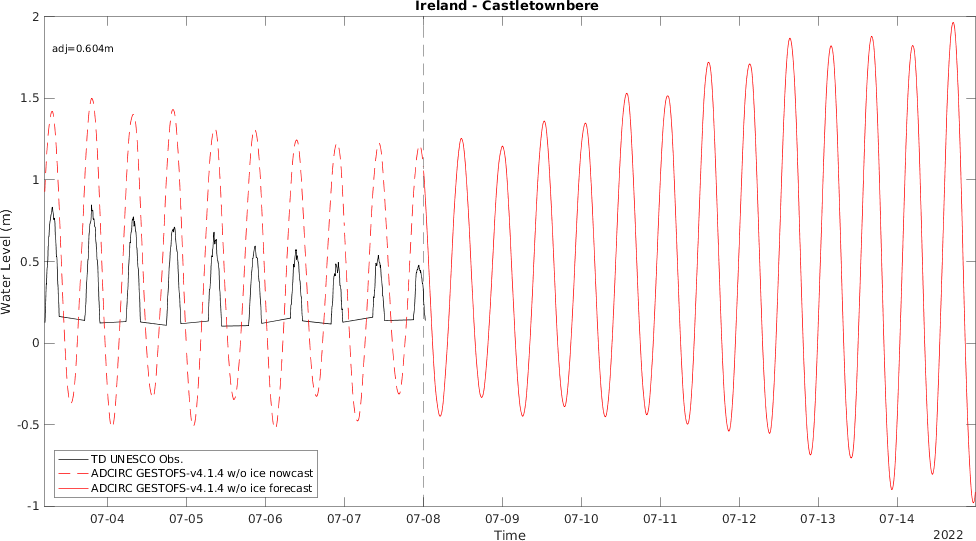 Ireland - Castletownbere
adj=0.604m
2
1.5
1
0.5
0
-0.5
-1
Water Level (m)
TD UNESCO Obs.
ADCIRC GESTOFS-v4.1.4 w/o ice nowcast
ADCIRC GESTOFS-v4.1.4 w/o ice forecast
07-04 07-05 07-06 07-07 07-08 07-09 07-10 07-11 07-12 07-13 07-14
Time
2022